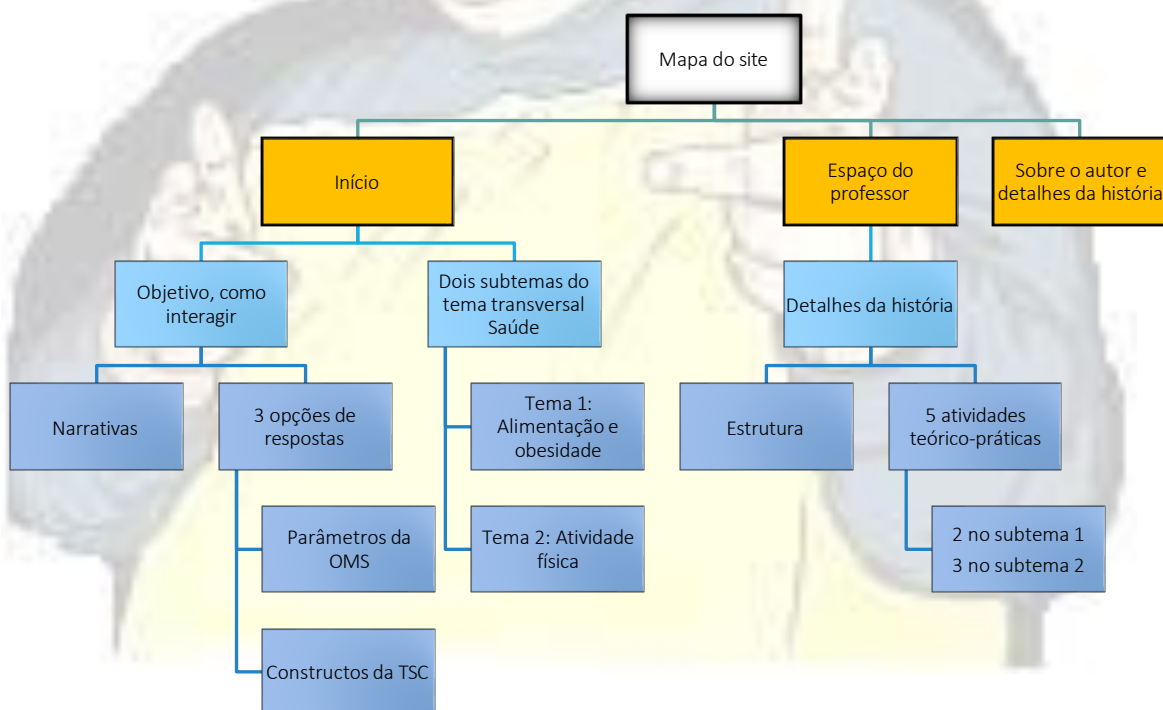 Mapa do site
Início
Espaço do
professor
Sobre o autor e
detalhes da história
Objetivo, como
interagir
Dois subtemas do
tema transversal
Saúde
Detalhes da história
Narrativas
3 opções de
respostas
Tema 1:
Alimentação e
obesidade
Estrutura
5 atividades
teórico-práticas
Parâmetros da
OMS
Tema 2: Atividade
física
2 no subtema 1
3 no subtema 2
Constructos da TSC